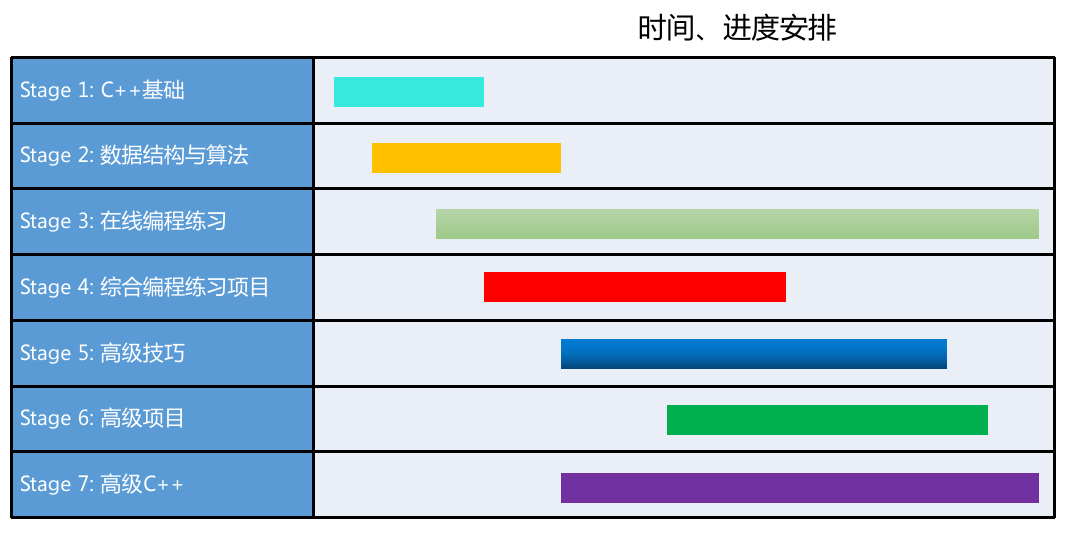 时间、进度安排
Stage 1: C++基础
Stage 2: 数据结构与算法
Stage 3: 在线编程练习
Stage 4: 综合编程练习项目
Stage 5: 高级技巧
Stage 6: 高级项目
Stage 7: 高级C++